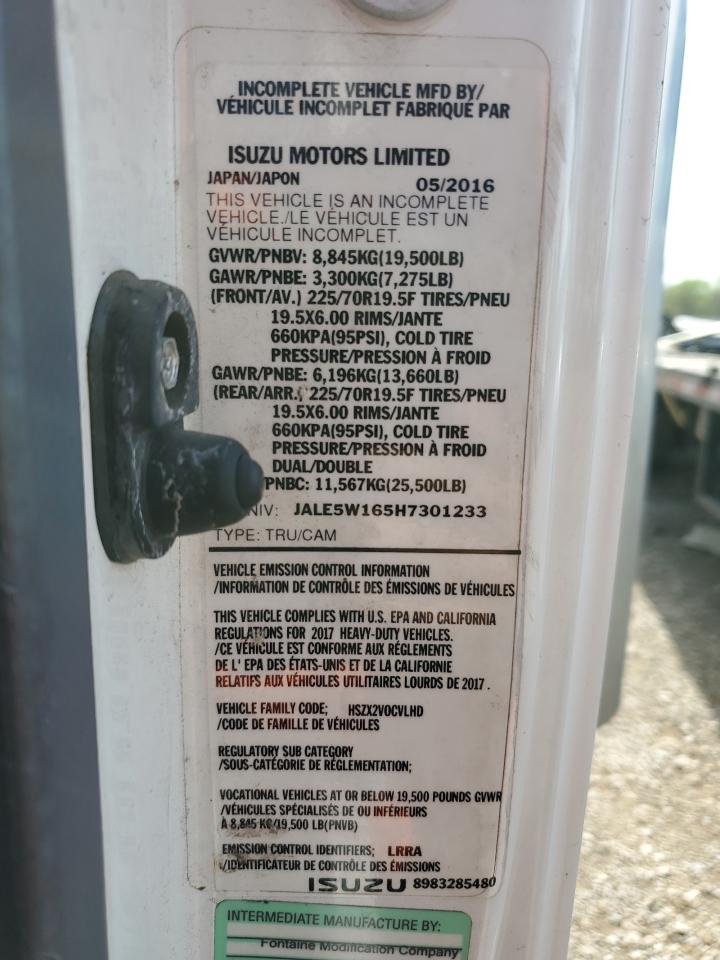 INCOMPLETE VEHICLE MFD BY/
VÉHICULE INCOMPLET FABRIQUÉ PAR
ISUZU MOTORS LIMITED
JAPAN/JAPON 05/2016
THIS VEHICLE IS AN INCOMPLETE
VEHICLE./LE VÉHICULE EST UN
VÉHICULE INCOMPLET.
GVWR/PNBV: 8,845KG(19,500LB)
GAWR/PNBE: 3,300KG(7,275LB)
(FRONT/AV.) 225/70R19.5F TIRES/PNEU
19.5X6.00 RIMS/JANTE
660KPA(95PSI), COLD TIRE
PRESSURE/PRESSION À FROID
GAWR/PNBE: 6,196KG(13,660LB)
(REAR/ARR.) 225/70R19.5F TIRES/PNEU
19.5X6.00 RIMS/JANTE
660KPA(95PSI), COLD TIRE
PRESSURE/PRESSION À FROID
DUAL/DOUBLE
/PNBC: 11,567KG(25,500LB)
NIV: JALE5W165H7301233
TYPE: TRU/CAM
VEHICLE EMISSION CONTROL INFORMATION
/INFORMATION DE CONTRÔLE DES ÉMISSIONS DE VÉHICULES
THIS VEHICLE COMPLIES WITH U.S. EPA AND CALIFORNIA
REGULATIONS FOR 2017 HEAVY-DUTY VEHICLES.
/CE VÉHICULE EST CONFORME AUX RÉGLEMENTS
DE L' EPA DES ÉTATS-UNIS ET DE LA CALIFORNIE
RELATIFS AUX VÉHICULES UTILITAIRES LOURDS DE 2017 .
VEHICLE FAMILY CODE; HSZX2VOCVLHD
/CODE DE FAMILLE DE VÉHICULES
REGULATORY SUB CATEGORY
/SOUS-CATÉGORIE DE RÉGLEMENTATION;
VOCATIONAL VEHICLES AT OR BELOW 19,500 POUNDS GVWR
/VÉHICULES SPÉCIALISÉS DE OU INFÉRIEURS
À 8,845 KG/19,500 LB(PNVB)
EMISSION CONTROL IDENTIFIERS; LRRA
/IDENTIFICATEUR DE CONTRÔLE DES ÉMISSIONS
ISUZU 8983285480
INTERMEDIATE MANUFACTURE BY:
Fontaine Modification Company